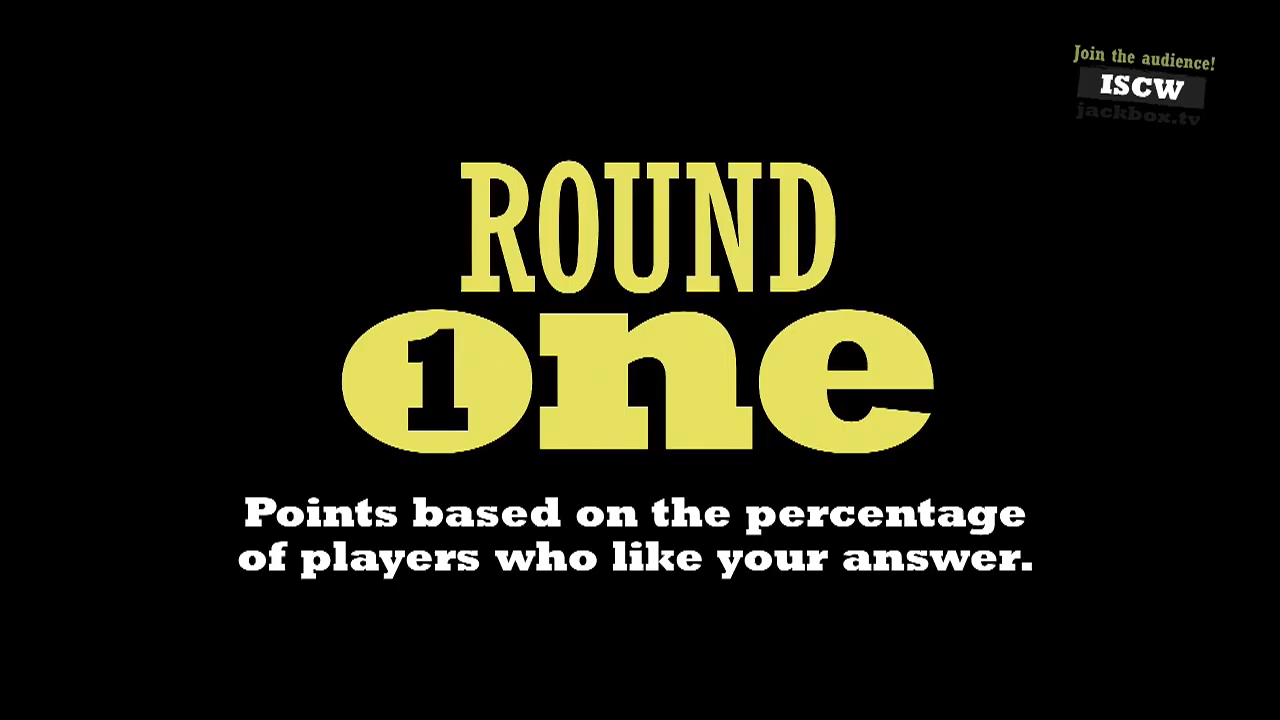 Join the audience!
ISCW
jackbox.tv
ROUND
One
1
Points based on the percentage
of players who like your answer.